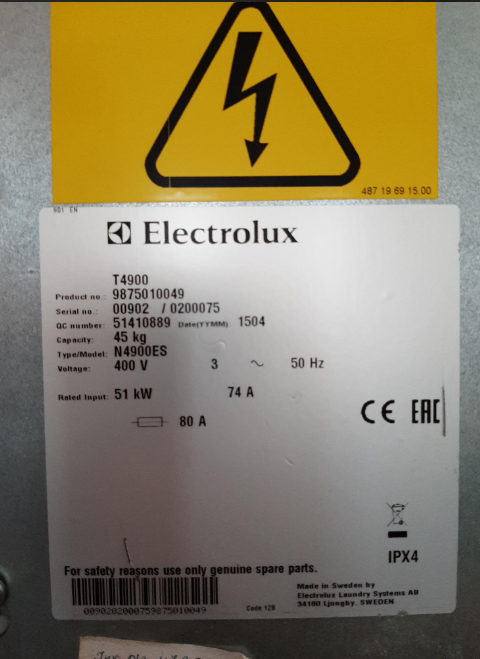 487 19 69 15.00
801 EN
Electrolux
T4900
Product no.: 9875010049
Serial no.: 00902 / 0200075
QC number: 51410889 Date(YYMM) 1504
Capacity: 45 kg
Type/Model: N4900ES
Voltage: 400 V 3 ~ 50 Hz
Rated Input: 51 kW 74 A
80 A
CE EAC
IPX4
For safety reasons use only genuine spare parts.
0090202000759875010049
Code 128
Made in Sweden by
Electrolux Laundry Systems AB
34180 Ljungby, SWEDEN